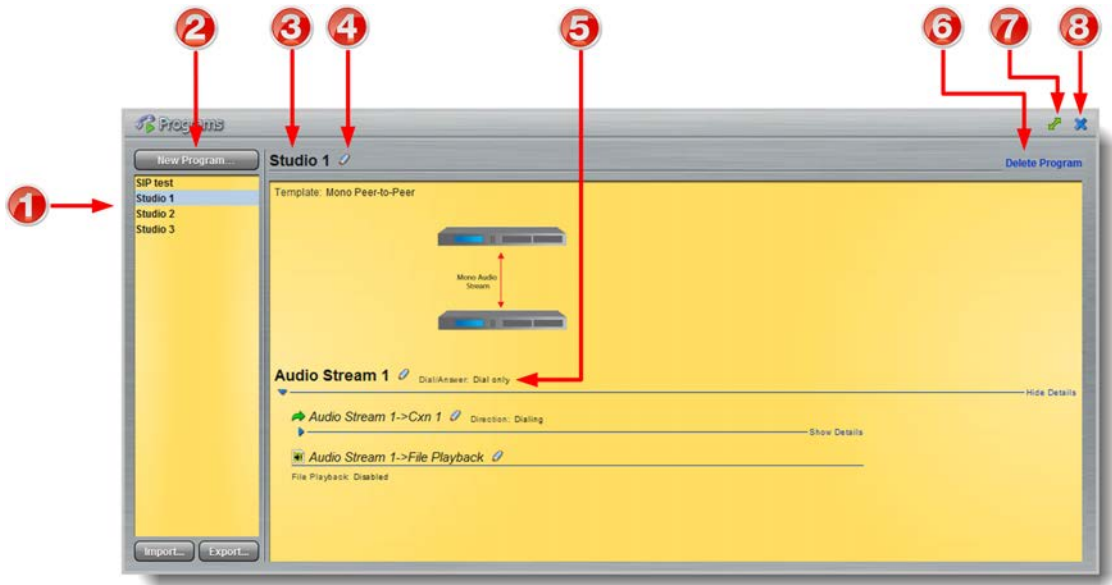 2 3 4 5 6 7 8
Programs
New Program...
Studio 1
Delete Program
1
SIP test
Studio 1
Studio 2
Studio 3
Template: Mono Peer-to-Peer
Mono Audio
Stream
Audio Stream 1 Dial/Answer: Dial only
Hide Details
Audio Stream 1->Cxn 1 Direction: Dialing
Show Details
Audio Stream 1->File Playback
File Playback: Disabled
Import... Export...